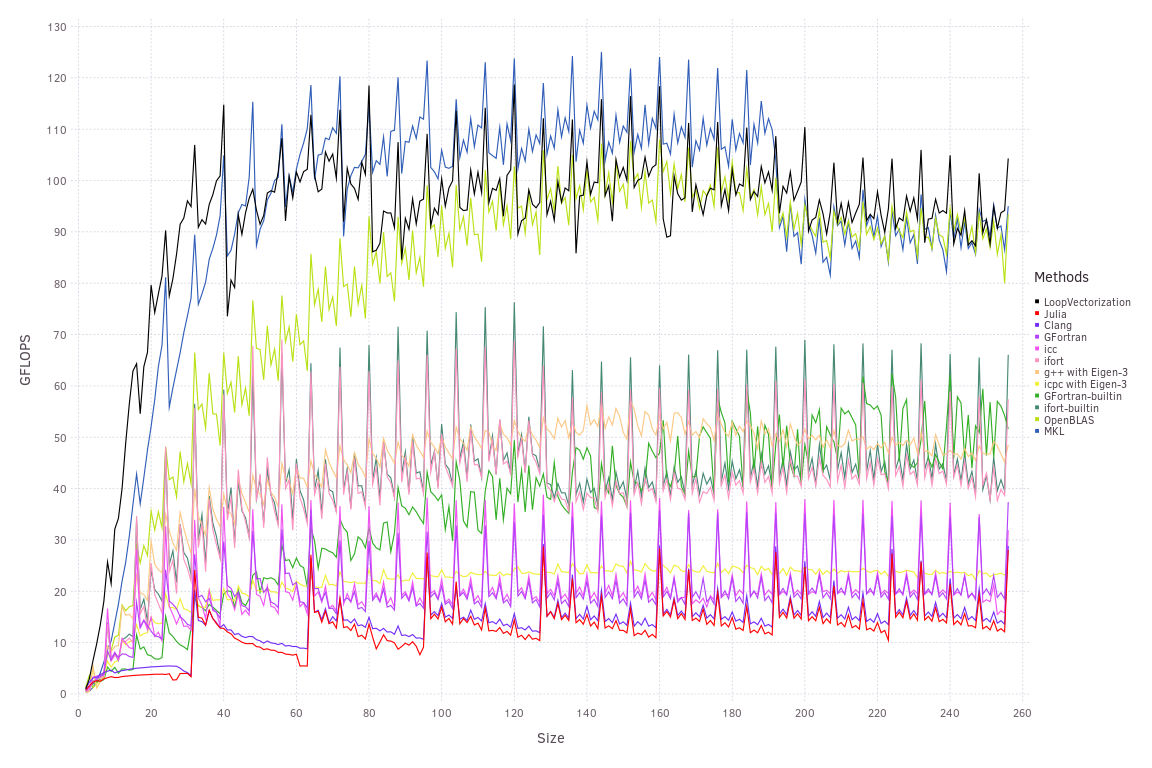 130
120
110
100
90
80
70
60
50
40
30
20
10
0
GFLOPS
0 20 40 60 80 100 120 140 160 180 200 220 240 260
Size
Methods
LoopVectorization
Julia
Clang
GFortran
icc
ifort
g++ with Eigen-3
icpc with Eigen-3
GFortran-builtin
ifort-builtin
OpenBLAS
MKL